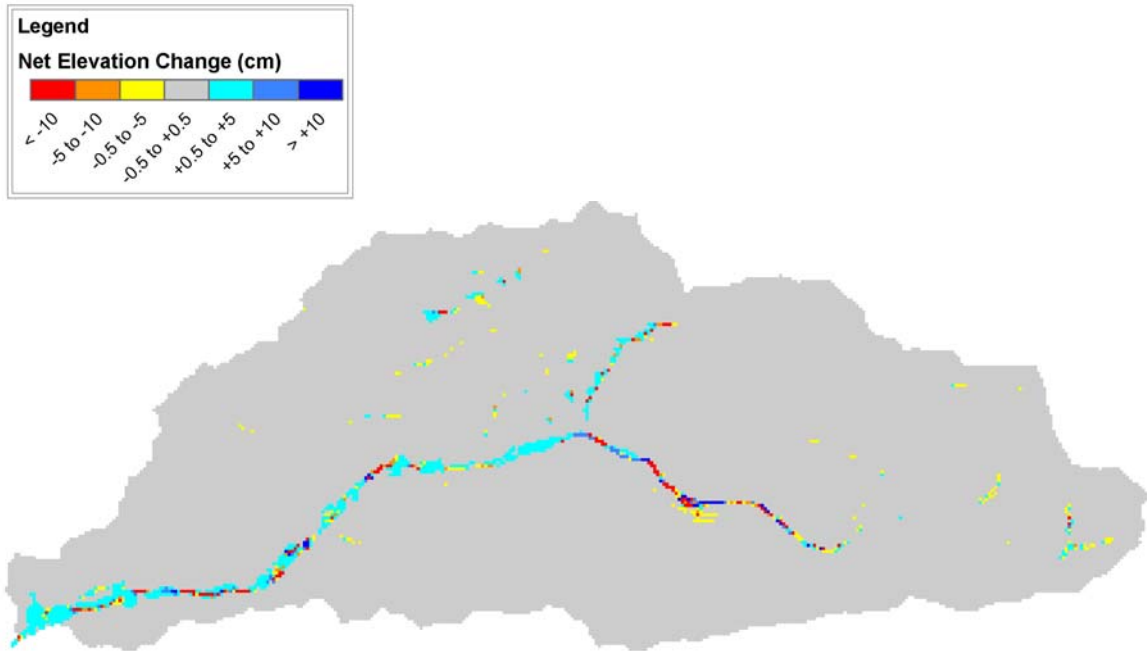 Legend
Net Elevation Change (cm)
< -10
-5 to -10
-0.5 to -5
-0.5 to +0.5
+0.5 to +5
+5 to +10
> +10